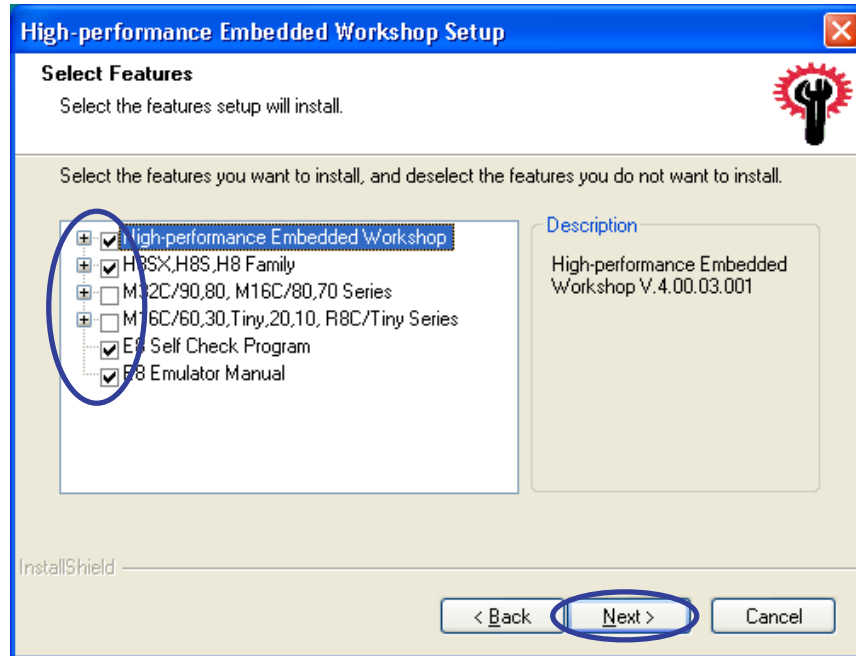 High-performance Embedded Workshop Setup
Select Features
Select the features setup will install.
Select the features you want to install, and deselect the features you do not want to install.
High-performance Embedded Workshop
H8SX,H8S,H8 Family
M32C/90,80, M16C/80,70 Series
M16C/60,30,Tiny,20,10, R8C/Tiny Series
E8 Self Check Program
E8 Emulator Manual
Description
High-performance Embedded
Workshop V.4.00.03.001
InstallShield
< Back
Next >
Cancel